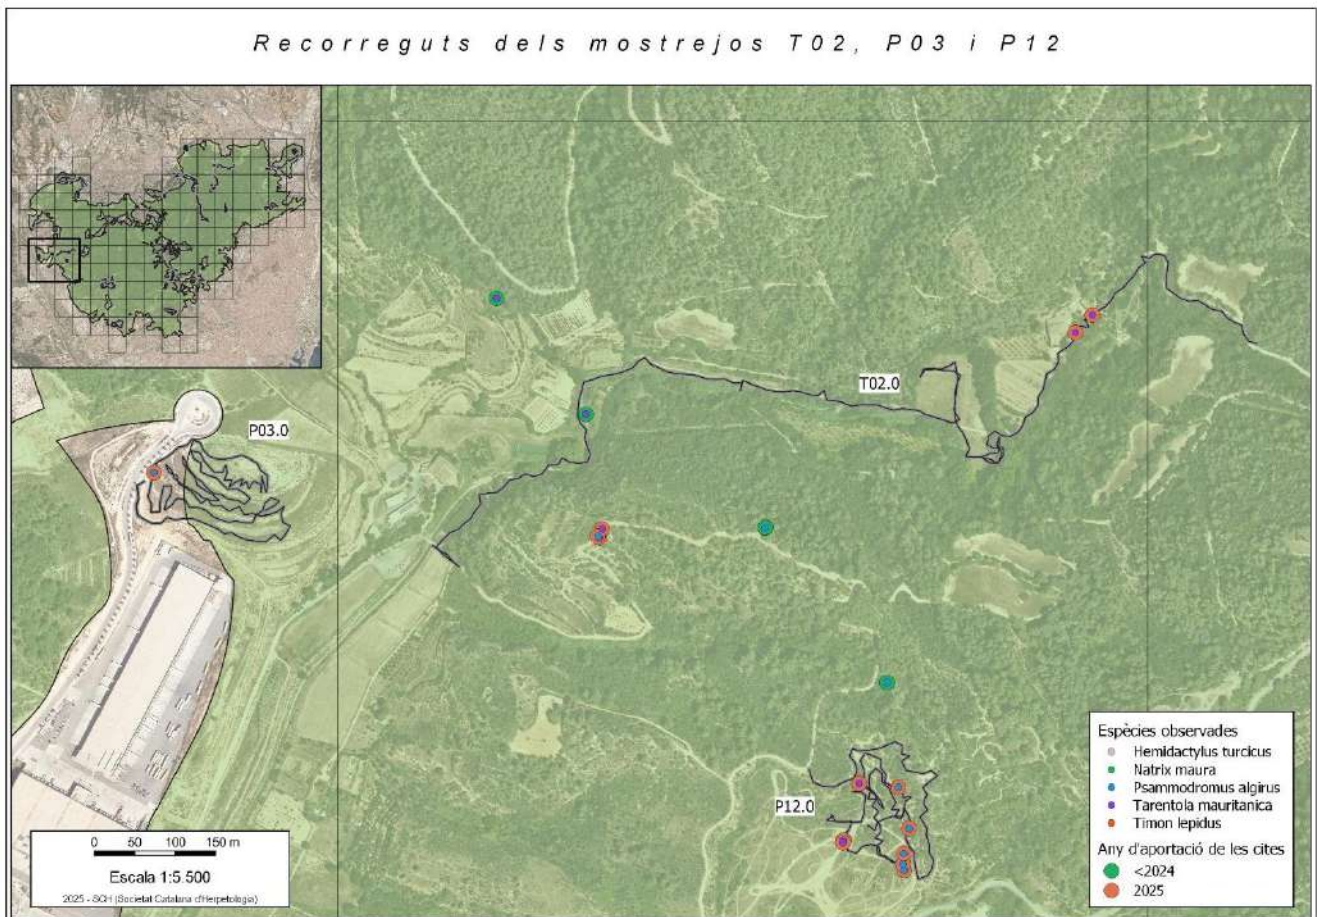 Recorreguts dels mostrejos T02, P03 i P12
T02.0
P03.0
P12.0
Espècies observades
Hemidactylus turcicus
Natrix maura
Psammodromus algirus
Tarentola mauritanica
Timon lepidus
Any d'aportació de les cites
<2024
2025
0 50 100 150 m
Escala 1:5.500
2025 - SCH (Societat Catalana d'Herpetologia)